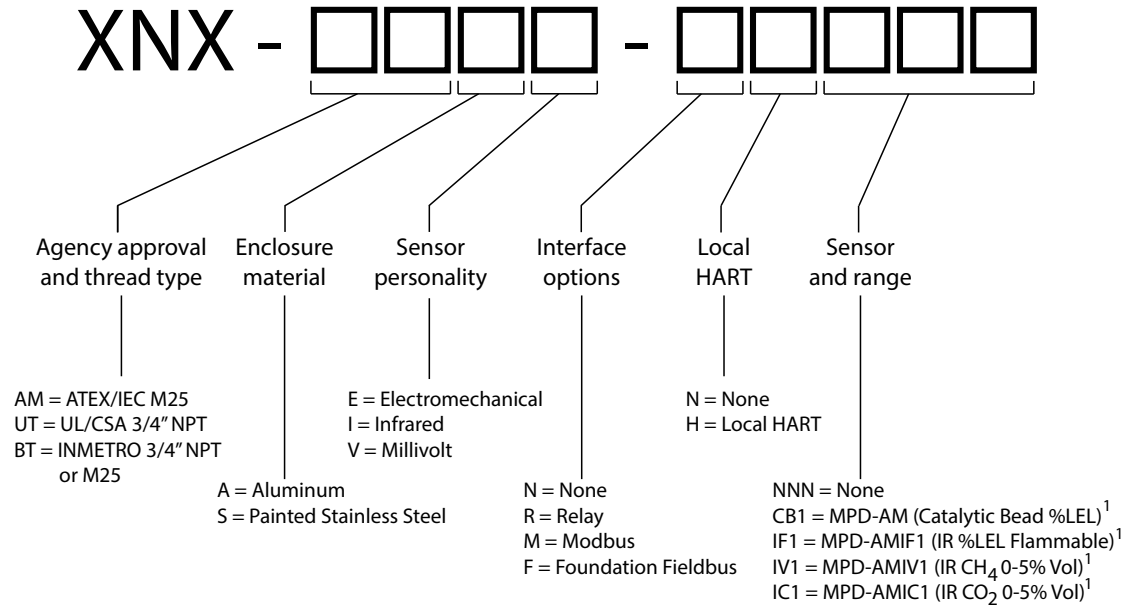 XNX - □□□□ - □□□□□
Agency approval
and thread type
Enclosure
material
Sensor
personality
Interface
options
Local
HART
Sensor
and range
AM = ATEX/IEC M25
UT = UL/CSA 3/4” NPT
BT = INMETRO 3/4” NPT
or M25
A = Aluminum
S = Painted Stainless Steel
E = Electromechanical
I = Infrared
V = Millivolt
N = None
R = Relay
M = Modbus
F = Foundation Fieldbus
N = None
H = Local HART
NNN = None
CB1 = MPD-AM (Catalytic Bead %LEL)¹
IF1 = MPD-AMIF1 (IR %LEL Flammable)¹
IV1 = MPD-AMIV1 (IR CH₄ 0-5% Vol)¹
IC1 = MPD-AMIC1 (IR CO₂ 0-5% Vol)¹